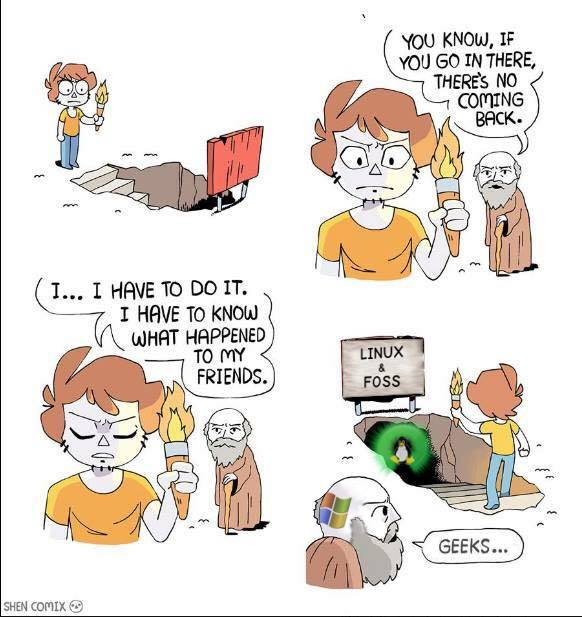 YOU KNOW, IF
YOU GO IN THERE,
THERE'S NO
COMING
BACK.
I... I HAVE TO DO IT.
I HAVE TO KNOW
WHAT HAPPENED
TO MY
FRIENDS.
LINUX
&
FOSS
GEEKS...
SHEN COMIX